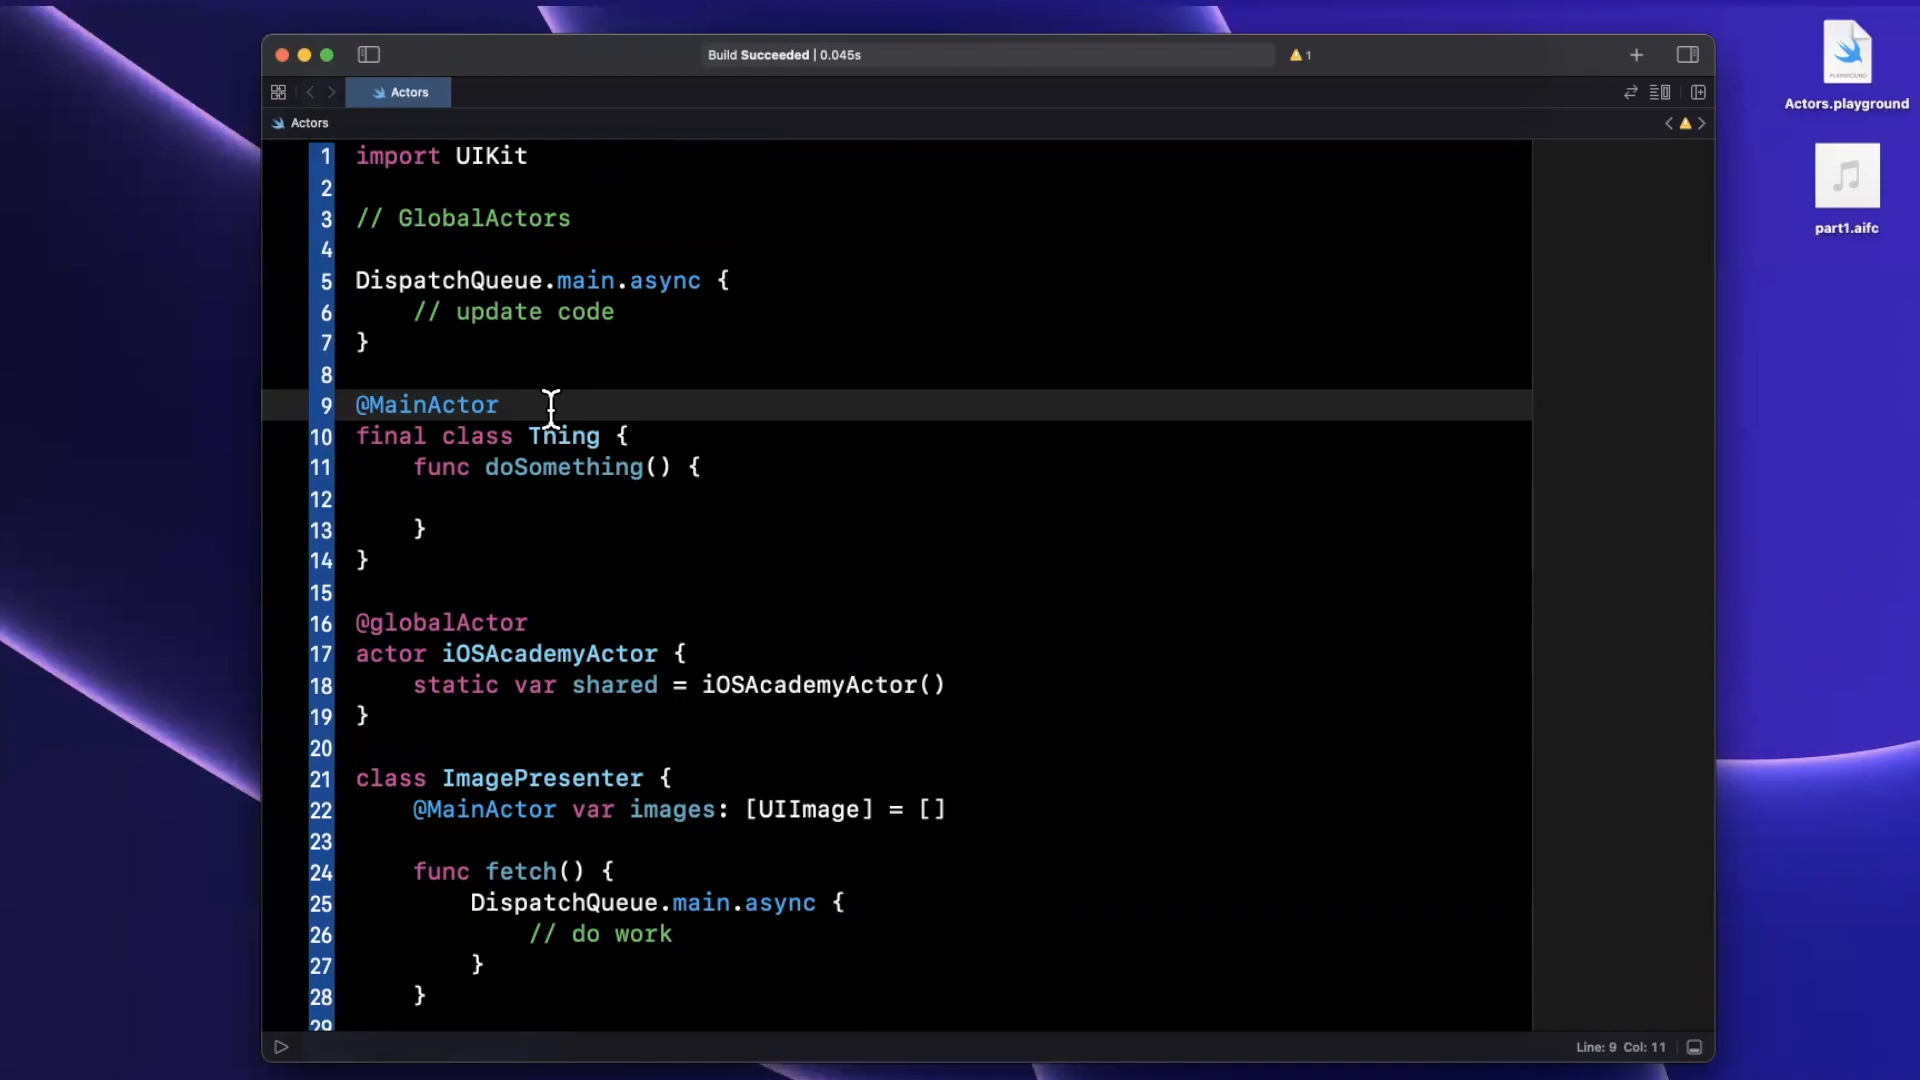 Build Succeeded | 0.045s
1
Actors
Actors
1 import UIKit
2
3 // GlobalActors
4
5 DispatchQueue.main.async {
6     // update code
7 }
8
9 @MainActor
10 final class Thing {
11     func doSomething() {
12
13     }
14 }
15
16 @globalActor
17 actor iOSAcademyActor {
18     static var shared = iOSAcademyActor()
19 }
20
21 class ImagePresenter {
22     @MainActor var images: [UIImage] = []
23
24     func fetch() {
25         DispatchQueue.main.async {
26             // do work
27         }
28     }
29
Line: 9 Col: 11
PLAYGROUND
Actors.playground
part1.aifc